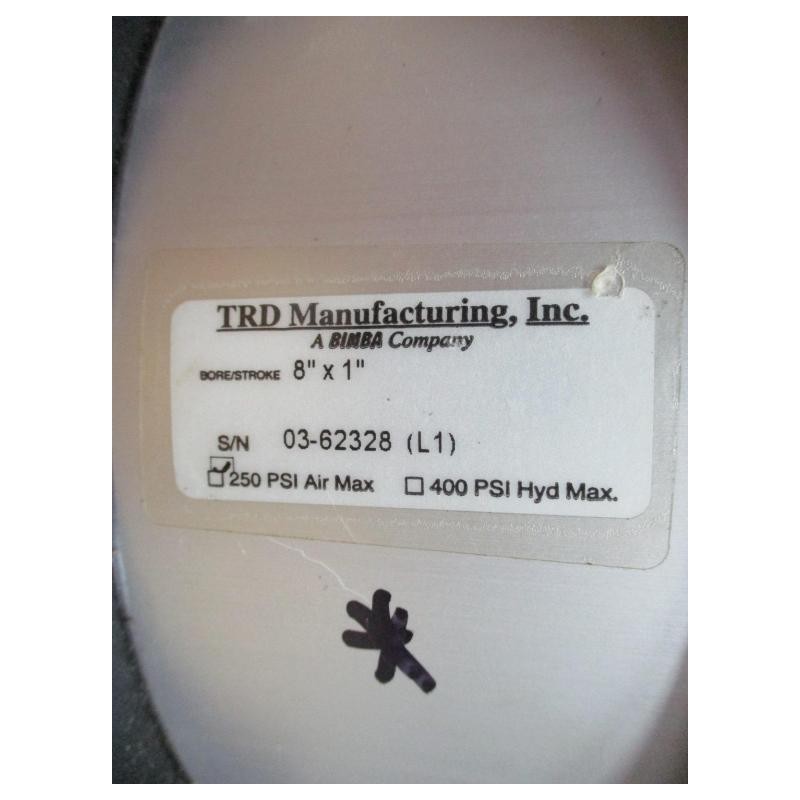 TRD Manufacturing, Inc.
A BIMBA Company
BORE/STROKE 8" x 1"
S/N 03-62328 (L1)
☑ 250 PSI Air Max ☐ 400 PSI Hyd Max.